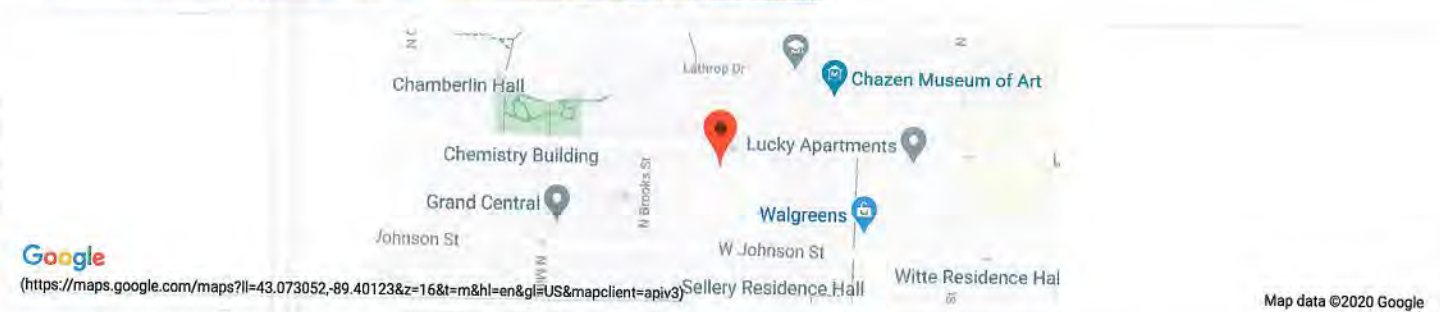 Lathrop Dr
Chazen Museum of Art
Chamberlin Hall
Lucky Apartments
Chemistry Building
N Brooks St
Grand Central
Walgreens
Johnson St
W Johnson St
Google
(https://maps.google.com/maps?ll=43.073052,-89.40123&z=16&t=m&hl=en&gl=US&mapclient=apiv3)
Sellery Residence Hall
Witte Residence Hal
Map data ©2020 Google